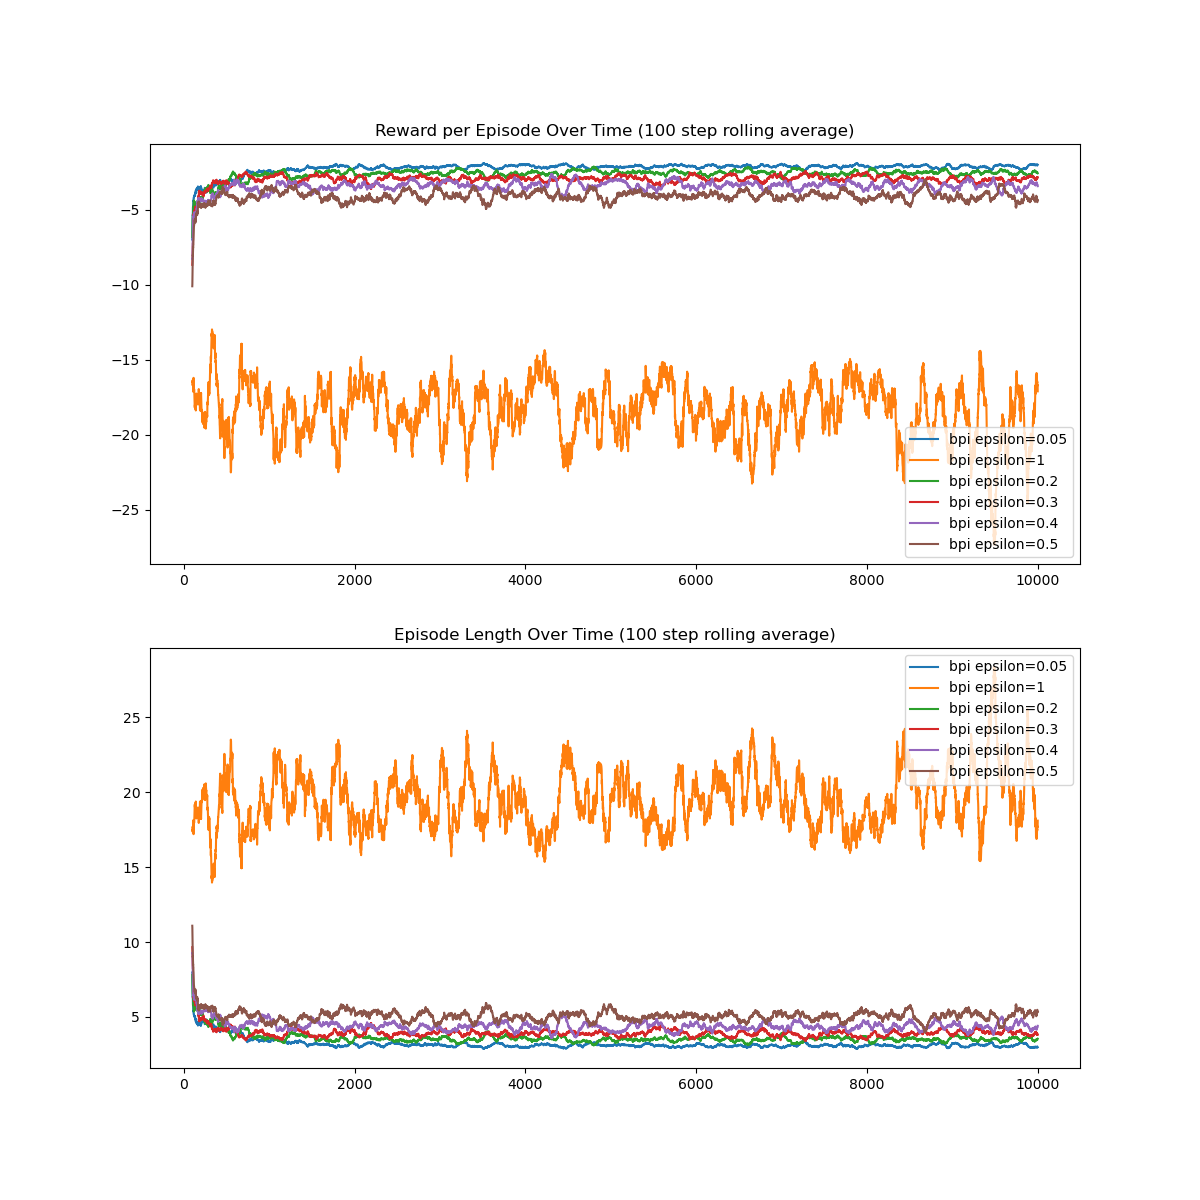 Reward per Episode Over Time (100 step rolling average)
−5
−10
−15
−20
−25
bpi epsilon=0.05
bpi epsilon=1
bpi epsilon=0.2
bpi epsilon=0.3
bpi epsilon=0.4
bpi epsilon=0.5
0 2000 4000 6000 8000 10000
Episode Length Over Time (100 step rolling average)
bpi epsilon=0.05
bpi epsilon=1
bpi epsilon=0.2
bpi epsilon=0.3
bpi epsilon=0.4
bpi epsilon=0.5
25
20
15
10
5
0 2000 4000 6000 8000 10000